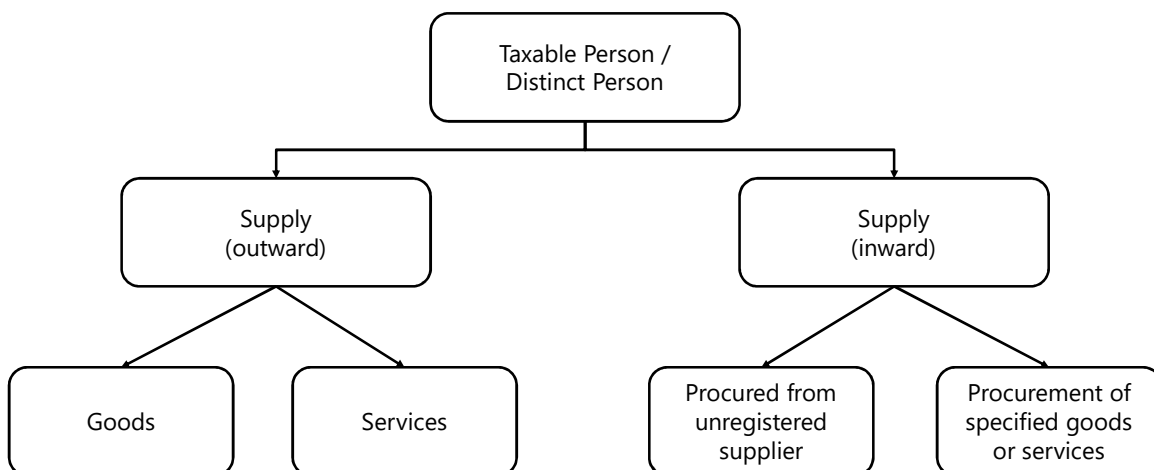 Taxable Person /
Distinct Person
Supply
(outward)
Supply
(inward)
Goods
Services
Procured from
unregistered
supplier
Procurement of
specified goods
or services